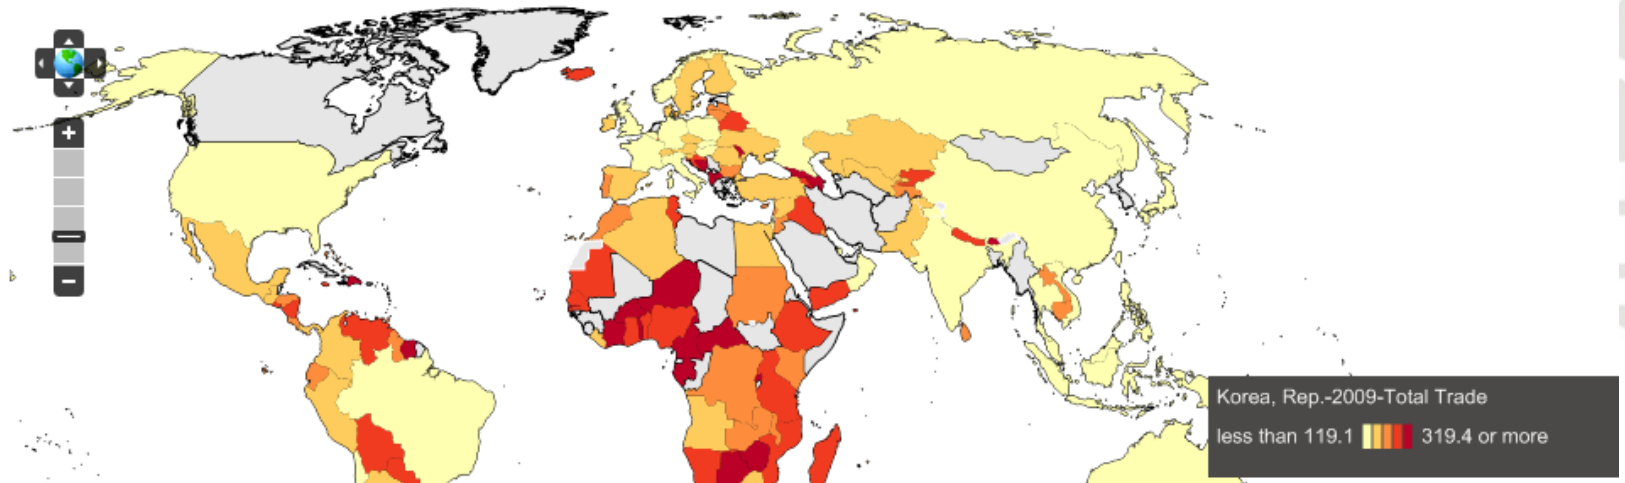 Korea, Rep.-2009-Total Trade
less than 119.1 319.4 or more